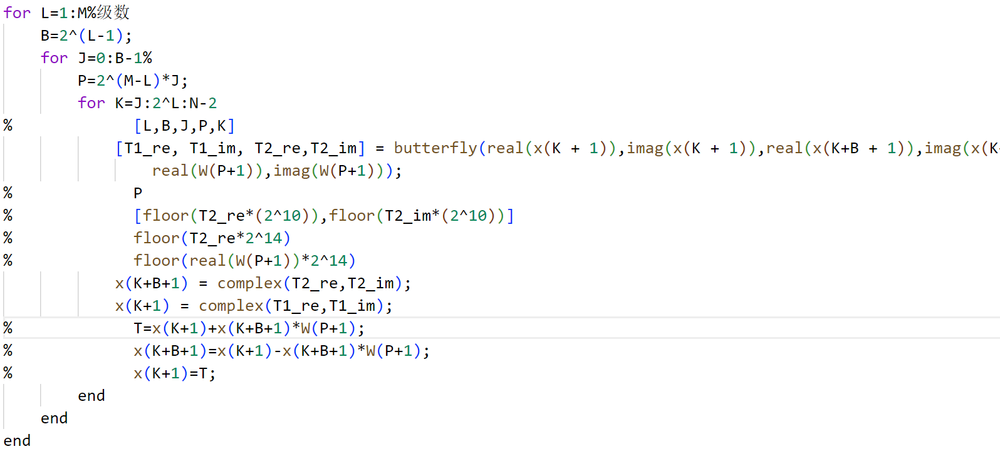 for L=1:M%级数
B=2^(L-1);
for J=0:B-1%
P=2^(M-L)*J;
for K=J:2^L:N-2
% [L,B,J,P,K]
[T1_re, T1_im, T2_re,T2_im] = butterfly(real(x(K + 1)),imag(x(K + 1)),real(x(K+B + 1)),imag(x(K
real(W(P+1)),imag(W(P+1)));
% P
% [floor(T2_re*(2^10)),floor(T2_im*(2^10))]
% floor(T2_re*2^14)
% floor(real(W(P+1))*2^14)
x(K+B+1) = complex(T2_re,T2_im);
x(K+1) = complex(T1_re,T1_im);
% T=x(K+1)+x(K+B+1)*W(P+1);
% x(K+B+1)=x(K+1)-x(K+B+1)*W(P+1);
% x(K+1)=T;
end
end
end